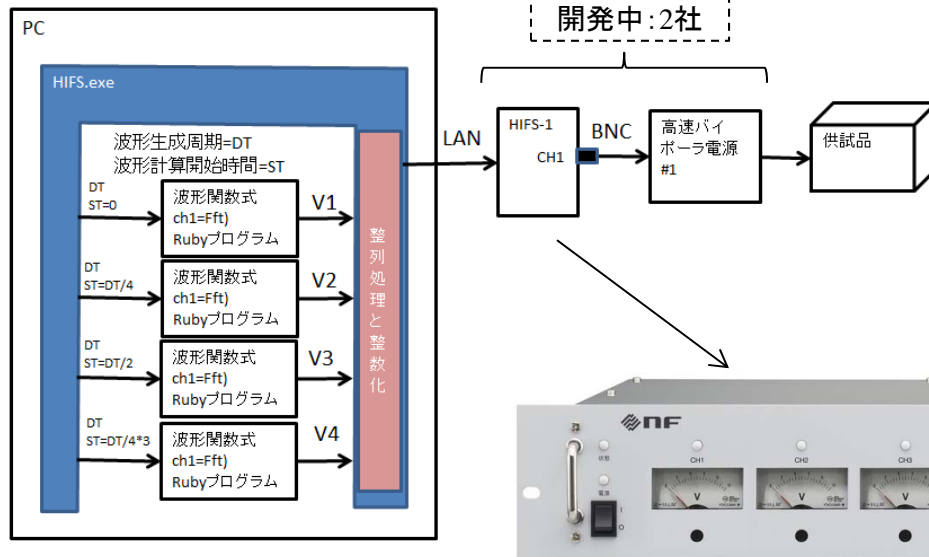 開発中:2社
PC
HIFS.exe
波形生成周期=DT
波形計算開始時間=ST
DT
ST=0
波形関数式
ch1=Fft)
Rubyプログラム
V1
DT
ST=DT/4
波形関数式
ch1=Fft)
Rubyプログラム
V2
DT
ST=DT/2
波形関数式
ch1=Fft)
Rubyプログラム
V3
DT
ST=DT/4*3
波形関数式
ch1=Fft)
Rubyプログラム
V4
整列処理と整数化
LAN
HIFS-1
CH1
BNC
高速バイ
ポーラ電源
#1
供試品
nF
状態
電源
CH1
CH2
CH3
V
V
V